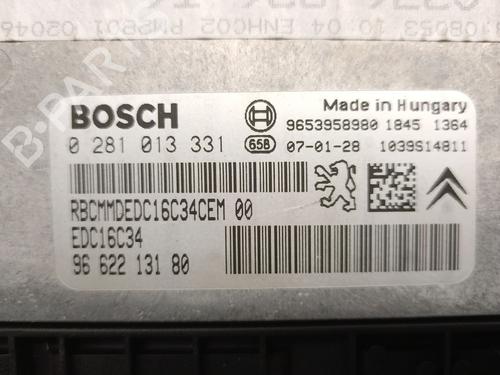 BOSCH
Made in Hungary
9653958980 1845 1364
0 281 013 331
658 07-01-28 1039S14811
RBCMMDEDC16C34CEM 00
EDC16C34
96 622 131 80
B-PARTS